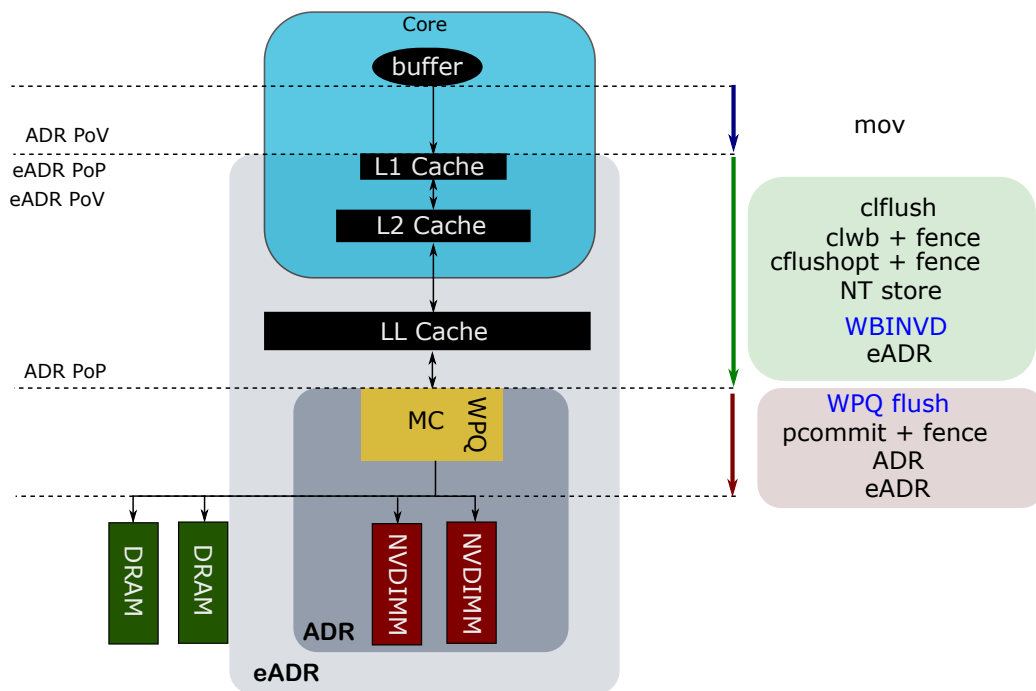 Core
buffer
ADR PoV
mov
eADR PoP
L1 Cache
eADR PoV
L2 Cache
clflush
clwb + fence
cflushopt + fence
NT store
WBINVD
eADR
LL Cache
ADR PoP
MC
WPQ
WPQ flush
pcommit + fence
ADR
eADR
DRAM
DRAM
NVDIMM
NVDIMM
ADR
eADR